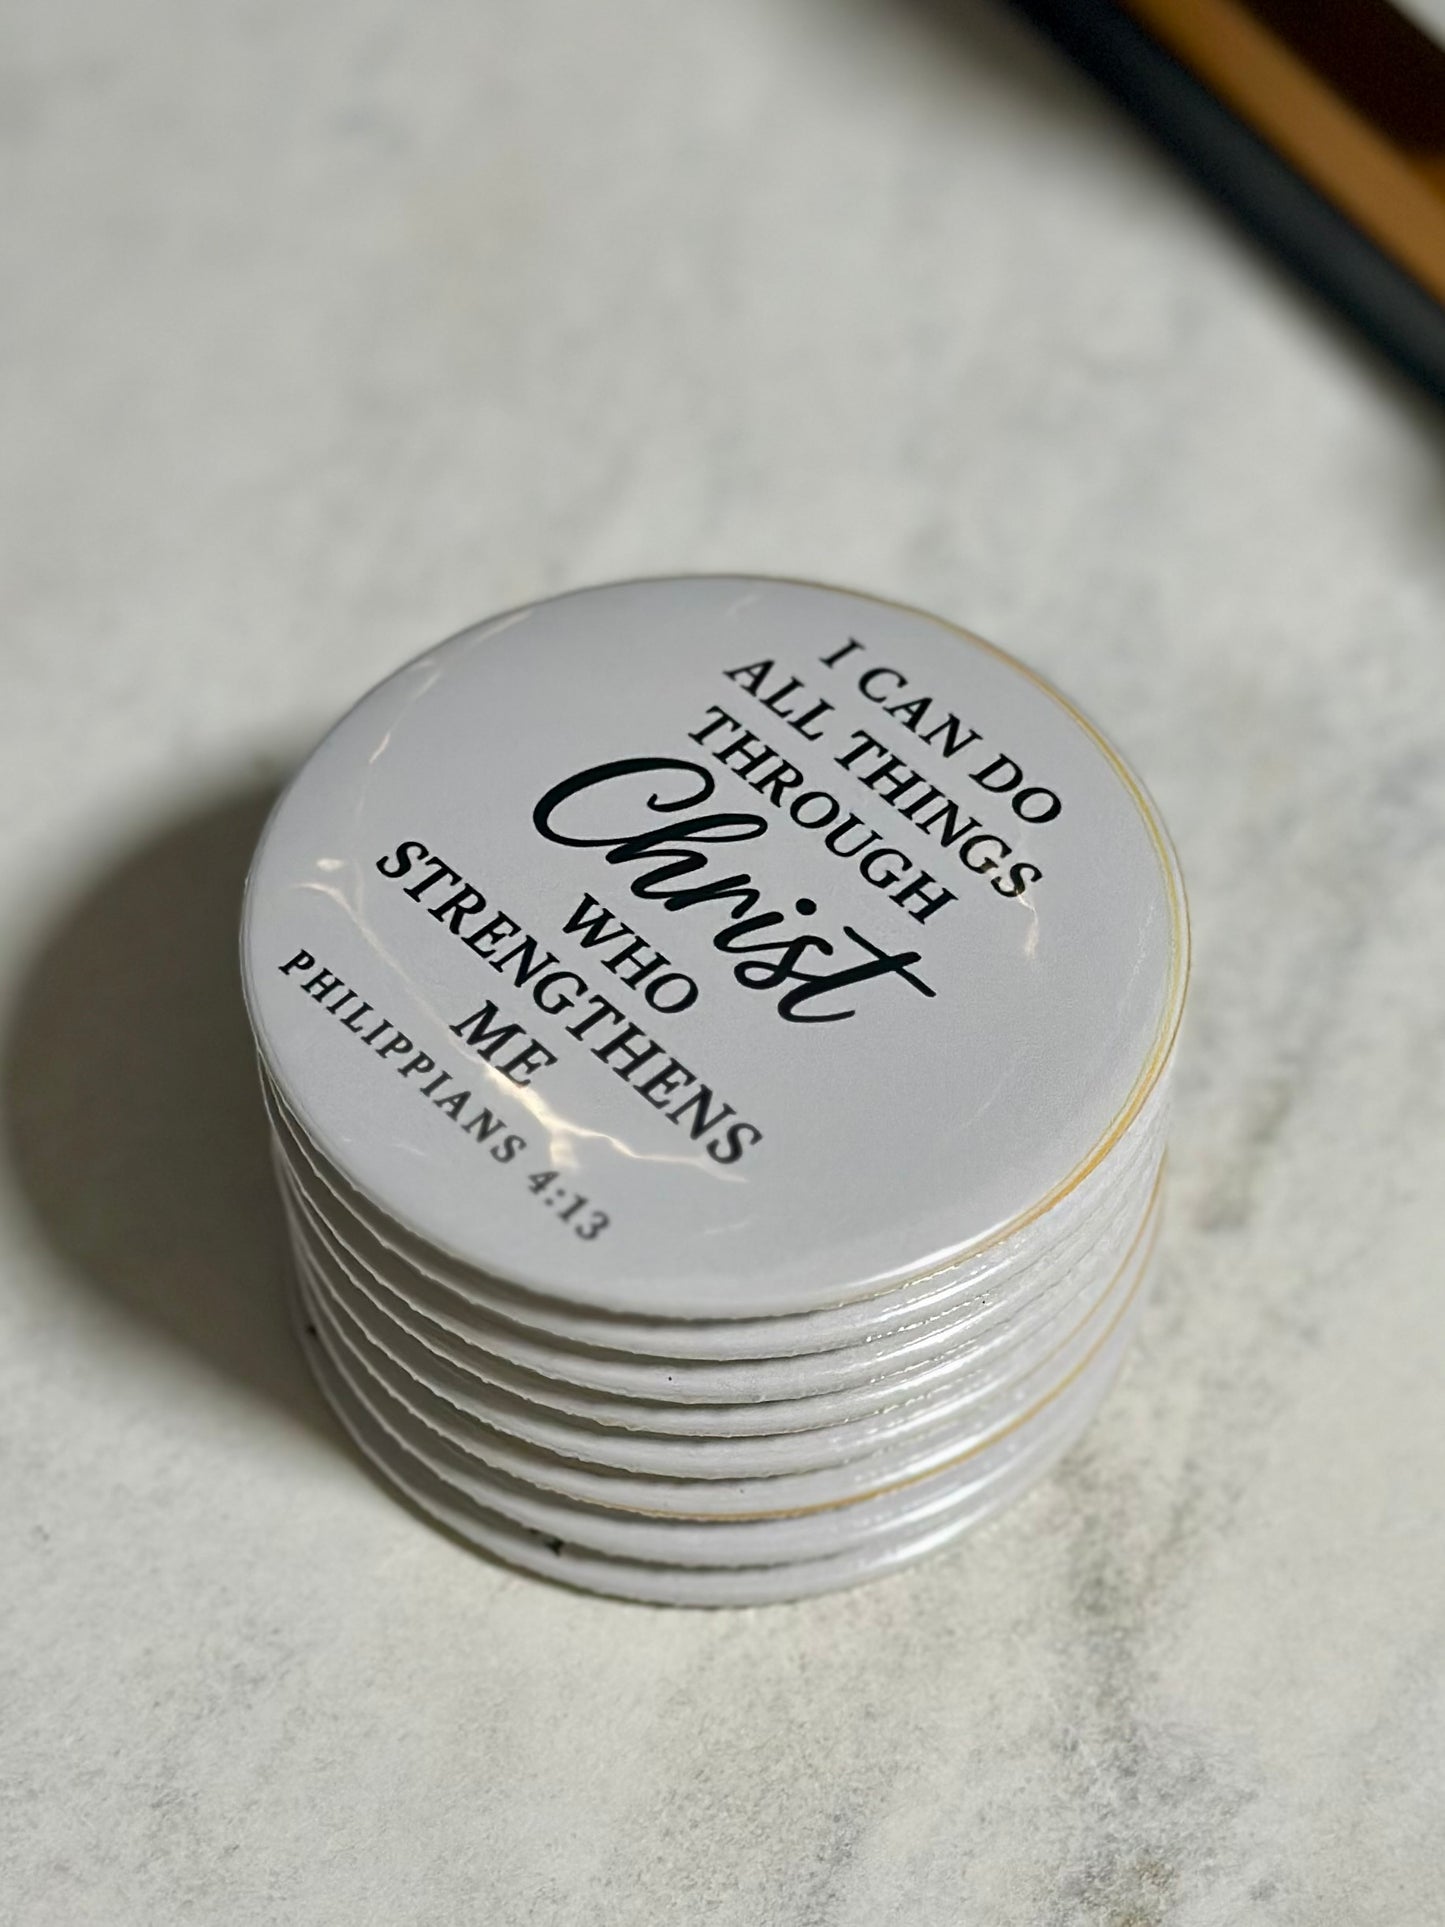 I CAN DO
ALL THINGS
THROUGH
Christ
WHO
STRENGTHENS
ME
PHILIPPIANS 4:13